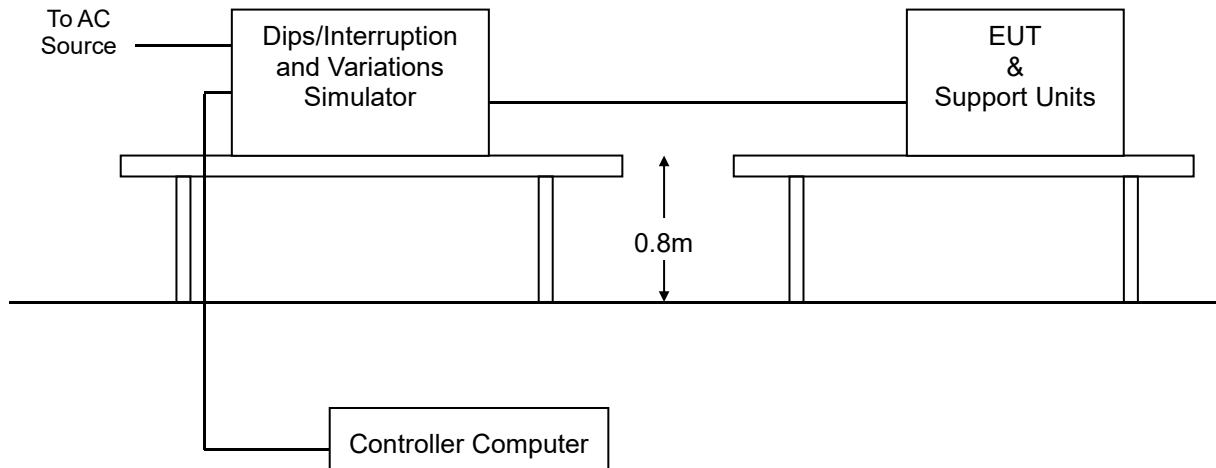 To AC
Source
Dips/Interruption
and Variations
Simulator
EUT
&
Support Units
0.8m
Controller Computer